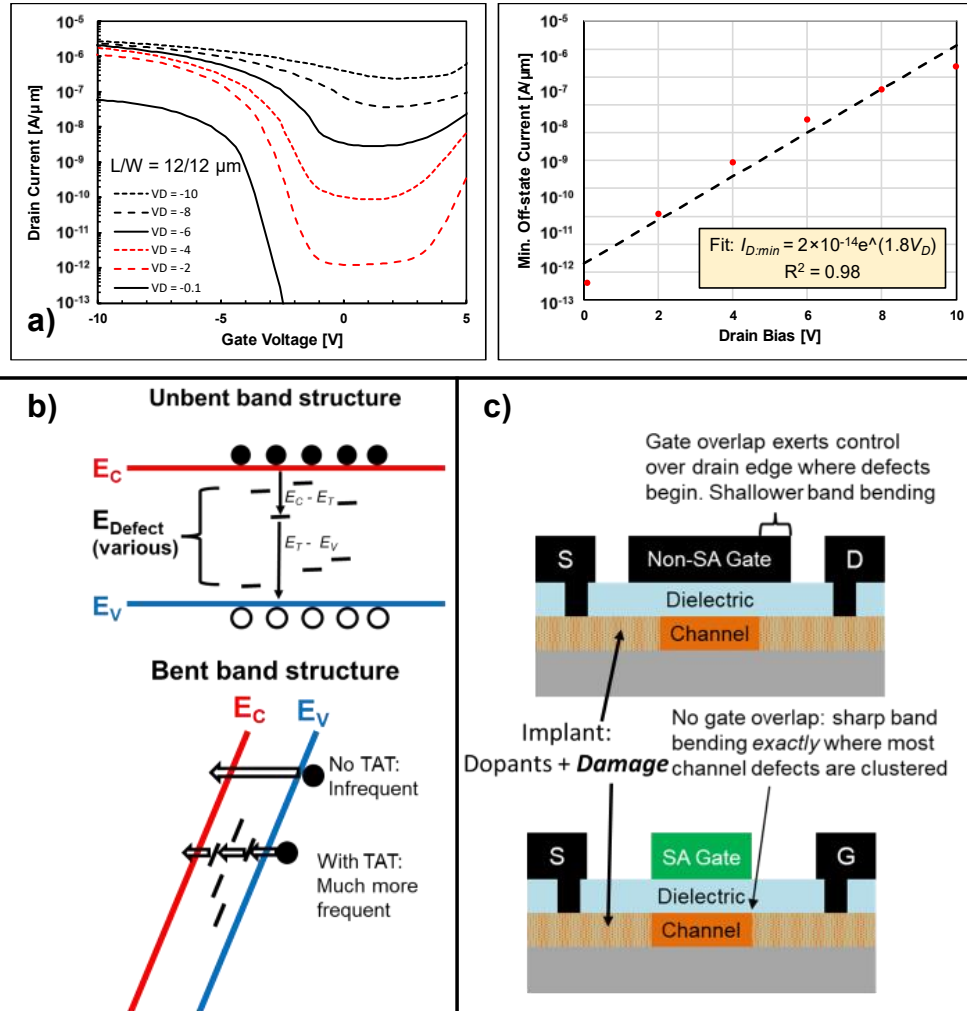 10⁻⁵
10⁻⁶
10⁻⁷
10⁻⁸
10⁻⁹
10⁻¹⁰
10⁻¹¹
10⁻¹²
10⁻¹³
Drain Current [A/µm]
L/W = 12/12 µm
VD = -10
VD = -8
VD = -6
VD = -4
VD = -2
VD = -0.1
-10
-5
0
5
Gate Voltage [V]
a)
10⁻⁵
10⁻⁶
10⁻⁷
10⁻⁸
10⁻⁹
10⁻¹⁰
10⁻¹¹
10⁻¹²
10⁻¹³
Min. Off-state Current [A/µm]
Fit: I_D:min = 2×10⁻¹⁴e^(1.8V_D)
R² = 0.98
0
2
4
6
8
10
Drain Bias [V]
b)
Unbent band structure
E_C
E_C - E_T
E_Defect
(various)
E_T - E_V
E_V
Bent band structure
E_C
E_V
No TAT:
Infrequent
With TAT:
Much more
frequent
c)
Gate overlap exerts control
over drain edge where defects
begin. Shallower band bending
S
Non-SA Gate
D
Dielectric
Channel
Implant:
Dopants + Damage
No gate overlap: sharp band
bending exactly where most
channel defects are clustered
S
SA Gate
G
Dielectric
Channel